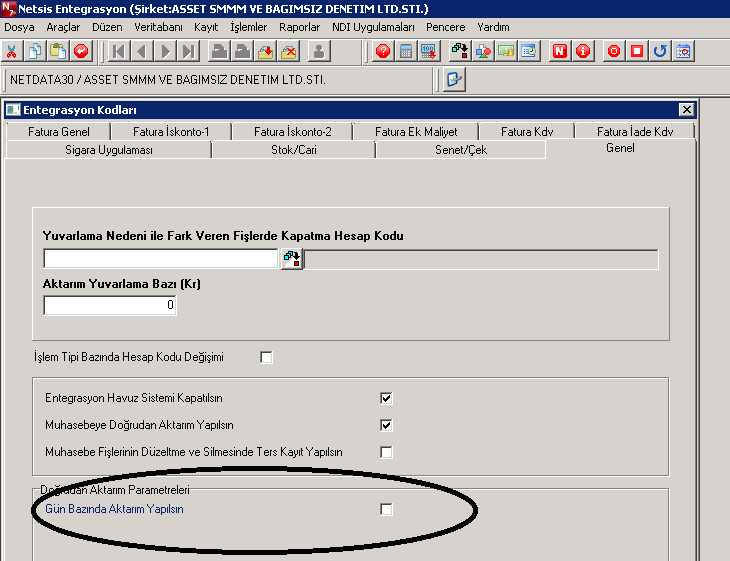 Netsis Entegrasyon (Şirket:ASSET SMMM VE BAGIMSIZ DENETIM LTD.STI.)
Dosya Araçlar Düzen Veritabanı Kayıt İşlemler Raporlar NDI Uygulamaları Pencere Yardım
NETDATA30 / ASSET SMMM VE BAGIMSIZ DENETIM LTD.STI.
Entegrasyon Kodları
Fatura Genel Fatura İskonto-1 Fatura İskonto-2 Fatura Ek Maliyet Fatura Kdv Fatura İade Kdv
Sigara Uygulaması Stok/Cari Senet/Çek Genel
Yuvarlama Nedeni ile Fark Veren Fişlerde Kapatma Hesap Kodu
Aktarım Yuvarlama Bazı (Kr)
0
İşlem Tipi Bazında Hesap Kodu Değişimi
Entegrasyon Havuz Sistemi Kapatılsın
Muhasebeye Doğrudan Aktarım Yapılsın
Muhasebe Fişlerinin Düzeltme ve Silmesinde Ters Kayıt Yapılsın
Doğrudan Aktarım Parametreleri
Gün Bazında Aktarım Yapılsın